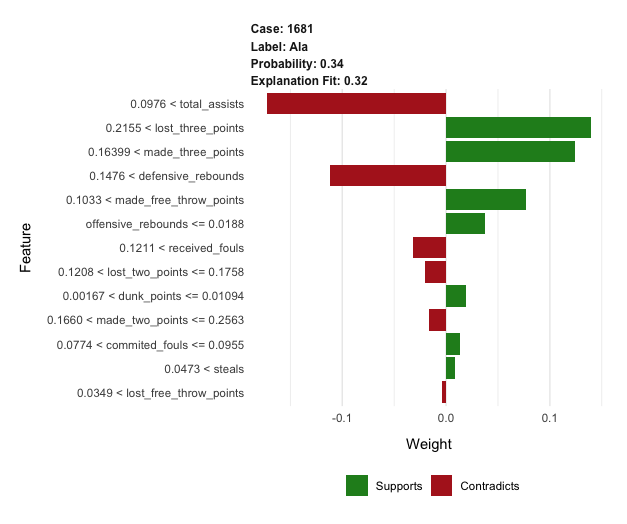 Case: 1681
Label: Ala
Probability: 0.34
Explanation Fit: 0.32
Feature
0.0976 < total_assists
0.2155 < lost_three_points
0.16399 < made_three_points
0.1476 < defensive_rebounds
0.1033 < made_free_throw_points
offensive_rebounds <= 0.0188
0.1211 < received_fouls
0.1208 < lost_two_points <= 0.1758
0.00167 < dunk_points <= 0.01094
0.1660 < made_two_points <= 0.2563
0.0774 < commited_fouls <= 0.0955
0.0473 < steals
0.0349 < lost_free_throw_points
-0.1 0.0 0.1
Weight
Supports Contradicts